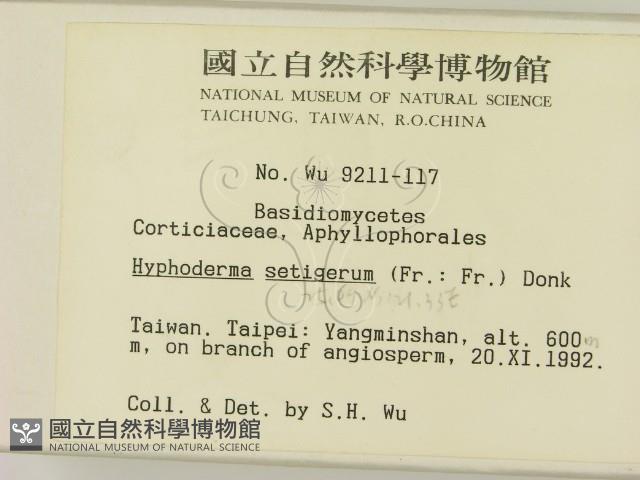 國立自然科學博物館
NATIONAL MUSEUM OF NATURAL SCIENCE
TAICHUNG, TAIWAN, R.O.CHINA
No. Wu 9211-117
Basidiomycetes
Corticiaceae, Aphyllophorales
Hyphoderma setigerum (Fr.: Fr.) Donk
Taiwan. Taipei: Yangminshan, alt. 600 m
m, on branch of angiosperm, 20.XI.1992.
Coll. & Det. by S.H. Wu
國立自然科學博物館
NATIONAL MUSEUM OF NATURAL SCIENCE